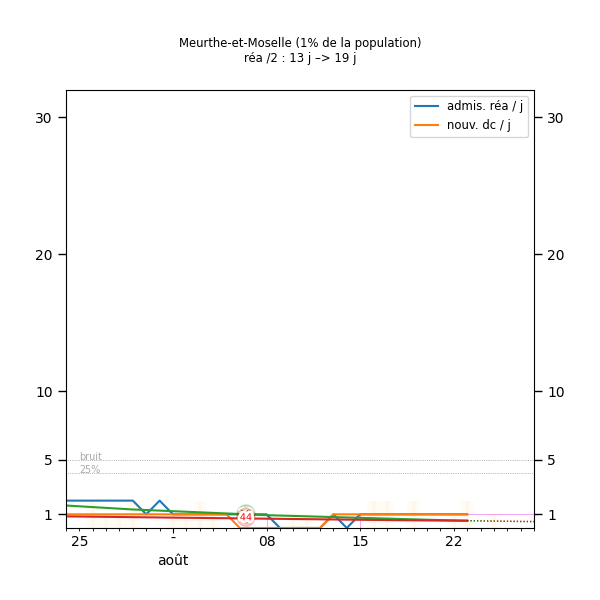 Meurthe-et-Moselle (1% de la population)
réa /2 : 13 j –> 19 j
admis. réa / j
nouv. dc / j
30
30
20
20
10
10
5
5
bruit
25%
1
1
44
25
-
08
15
22
août